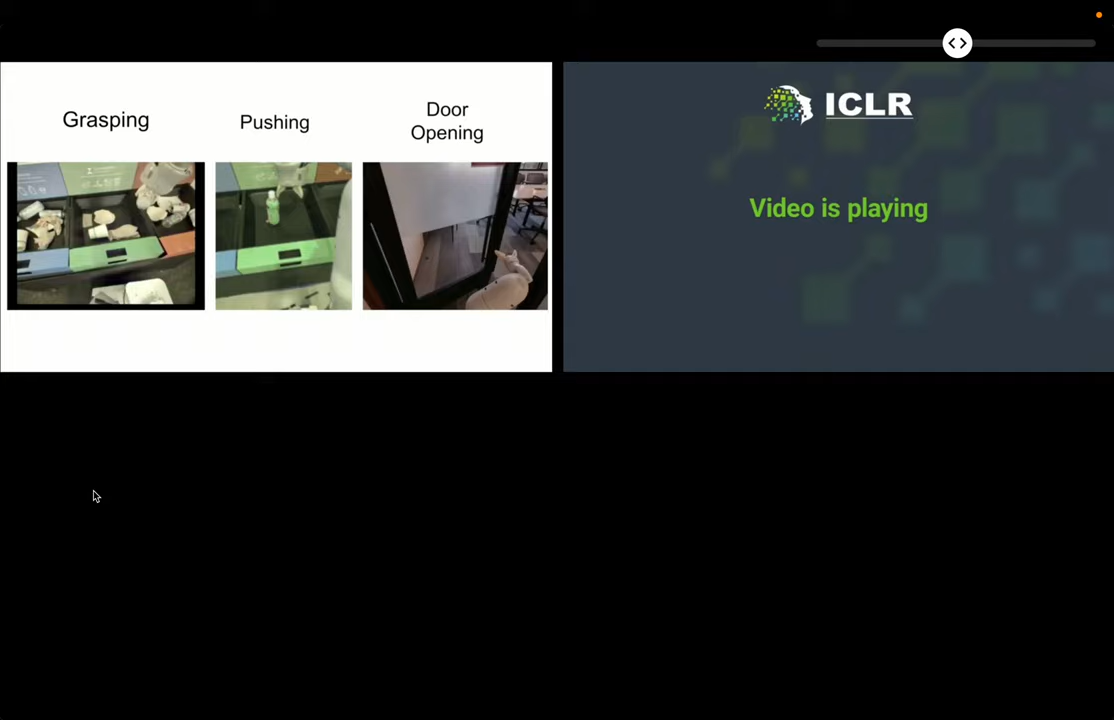 Grasping
Pushing
Door
Opening
ICLR
Video is playing